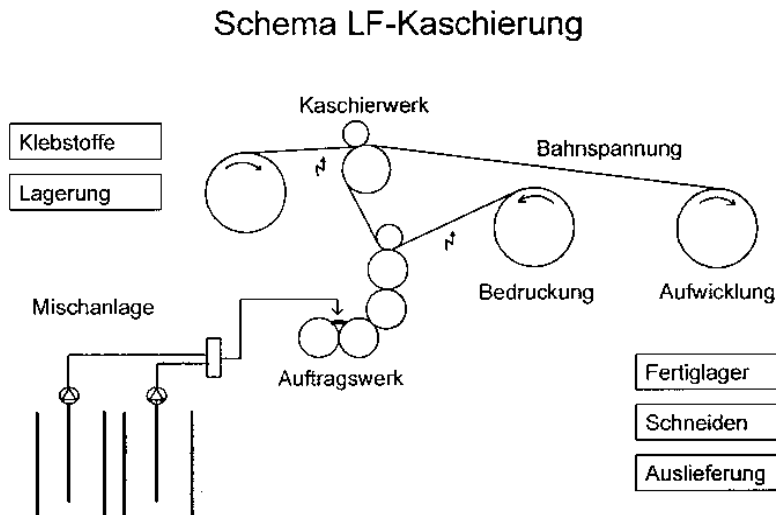 Schema LF-Kaschierung
Kaschierwerk
Klebstoffe
Bahnspannung
Lagerung
Mischanlage
Bedruckung
Aufwicklung
Auftragswerk
Fertiglager
Schneiden
Auslieferung